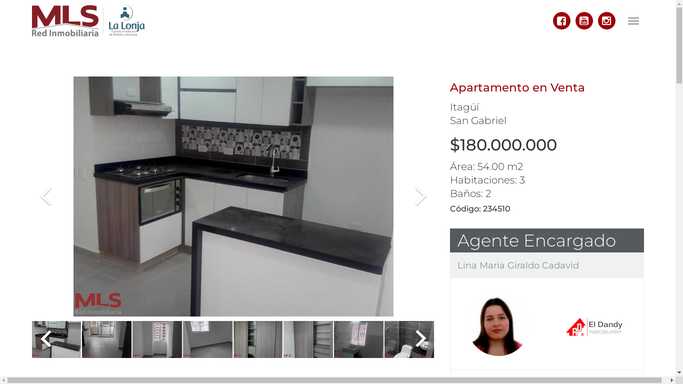 MLS
Red Inmobiliaria
La Lonja
Apartamento en Venta
Itagüí
San Gabriel
$180.000.000
Área: 54.00 m2
Habitaciones: 3
Baños: 2
Código: 234510
MLS
Red Inmobiliaria
Agente Encargado
Lina Maria Giraldo Cadavid
El Dandy